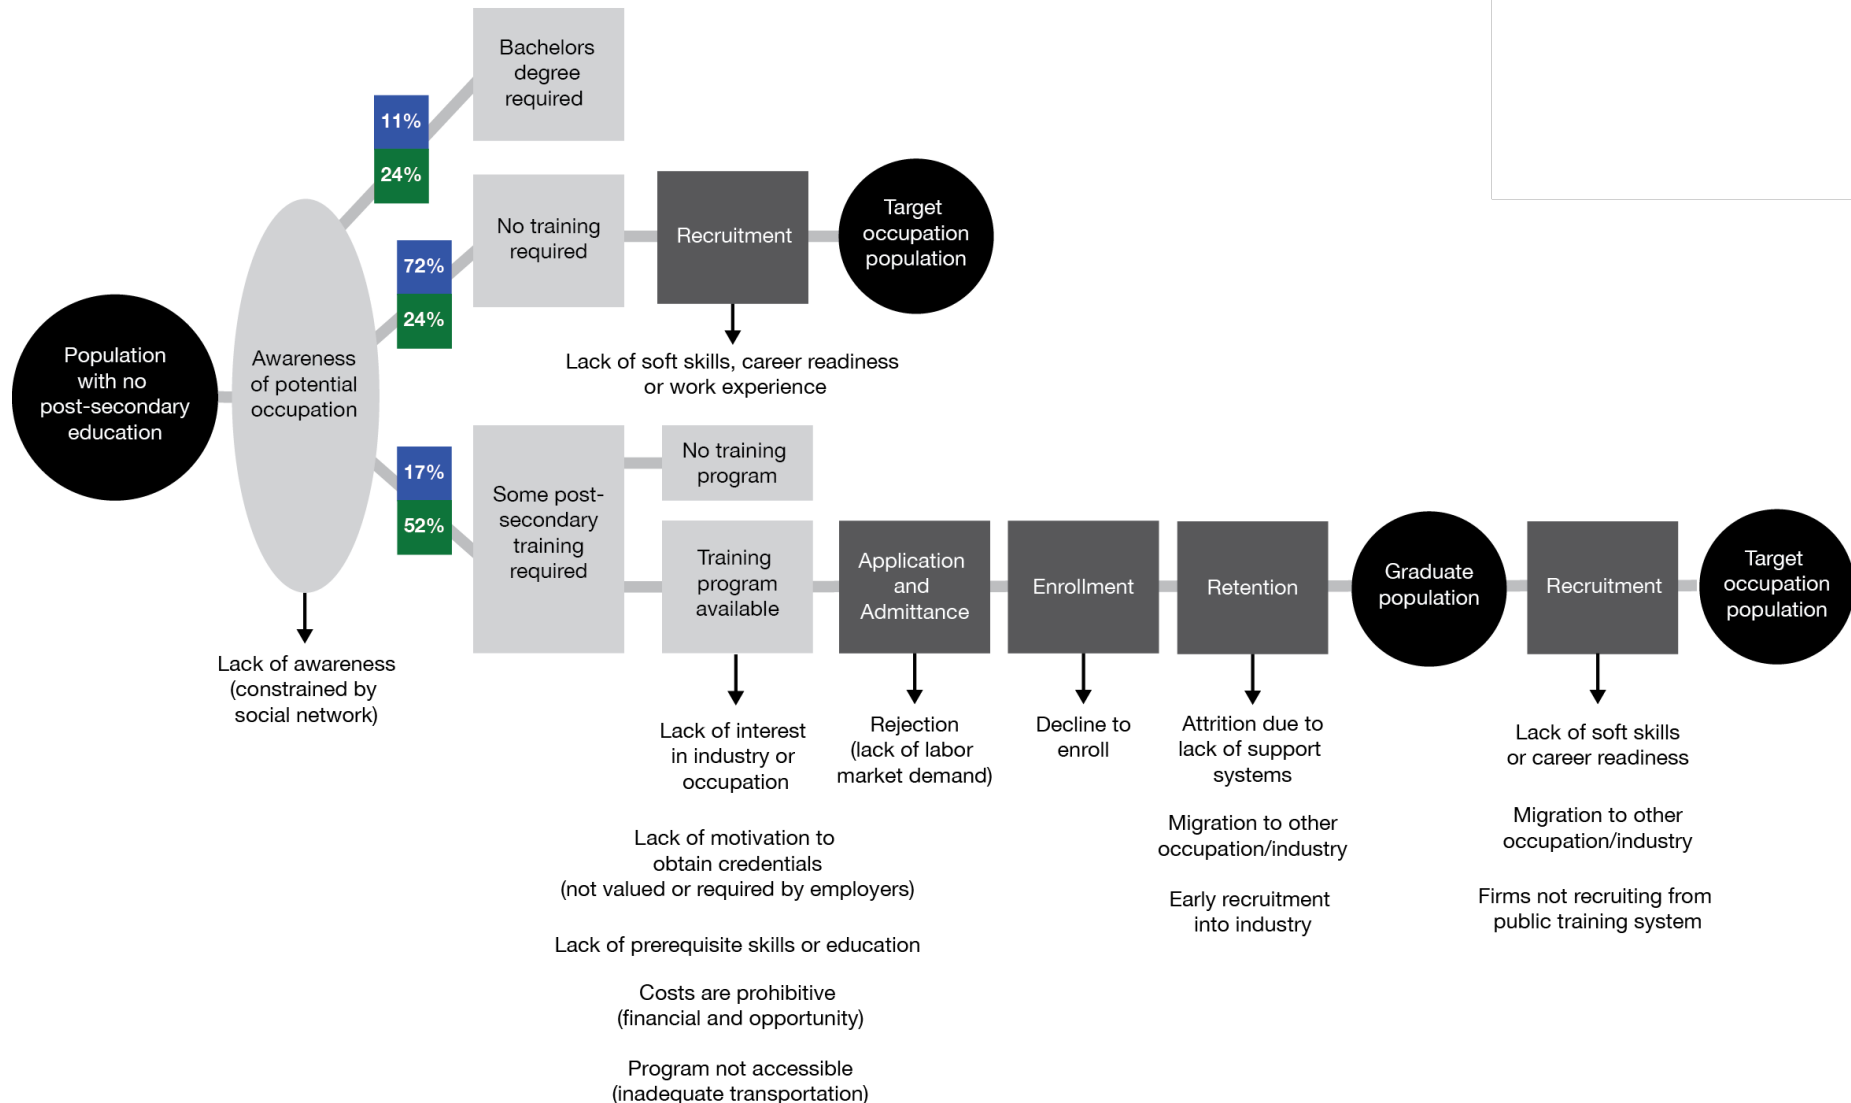 Bachelors
degree
required
11%
24%
No training
required
Recruitment
Target
occupation
population
72%
24%
Lack of soft skills, career readiness
or work experience
Population
with no
post-secondary
education
Awareness
of potential
occupation
17%
52%
Some post-
secondary
training
required
No training
program
Training
program
available
Application
and
Admittance
Enrollment
Retention
Graduate
population
Recruitment
Target
occupation
population
Lack of awareness
(constrained by
social network)
Lack of interest
in industry or
occupation
Lack of motivation to
obtain credentials
(not valued or required by employers)
Lack of prerequisite skills or education
Costs are prohibitive
(financial and opportunity)
Program not accessible
(inadequate transportation)
Rejection
(lack of labor
market demand)
Decline to
enroll
Attrition due to
lack of support
systems
Migration to other
occupation/industry
Early recruitment
into industry
Lack of soft skills
or career readiness
Migration to other
occupation/industry
Firms not recruiting from
public training system